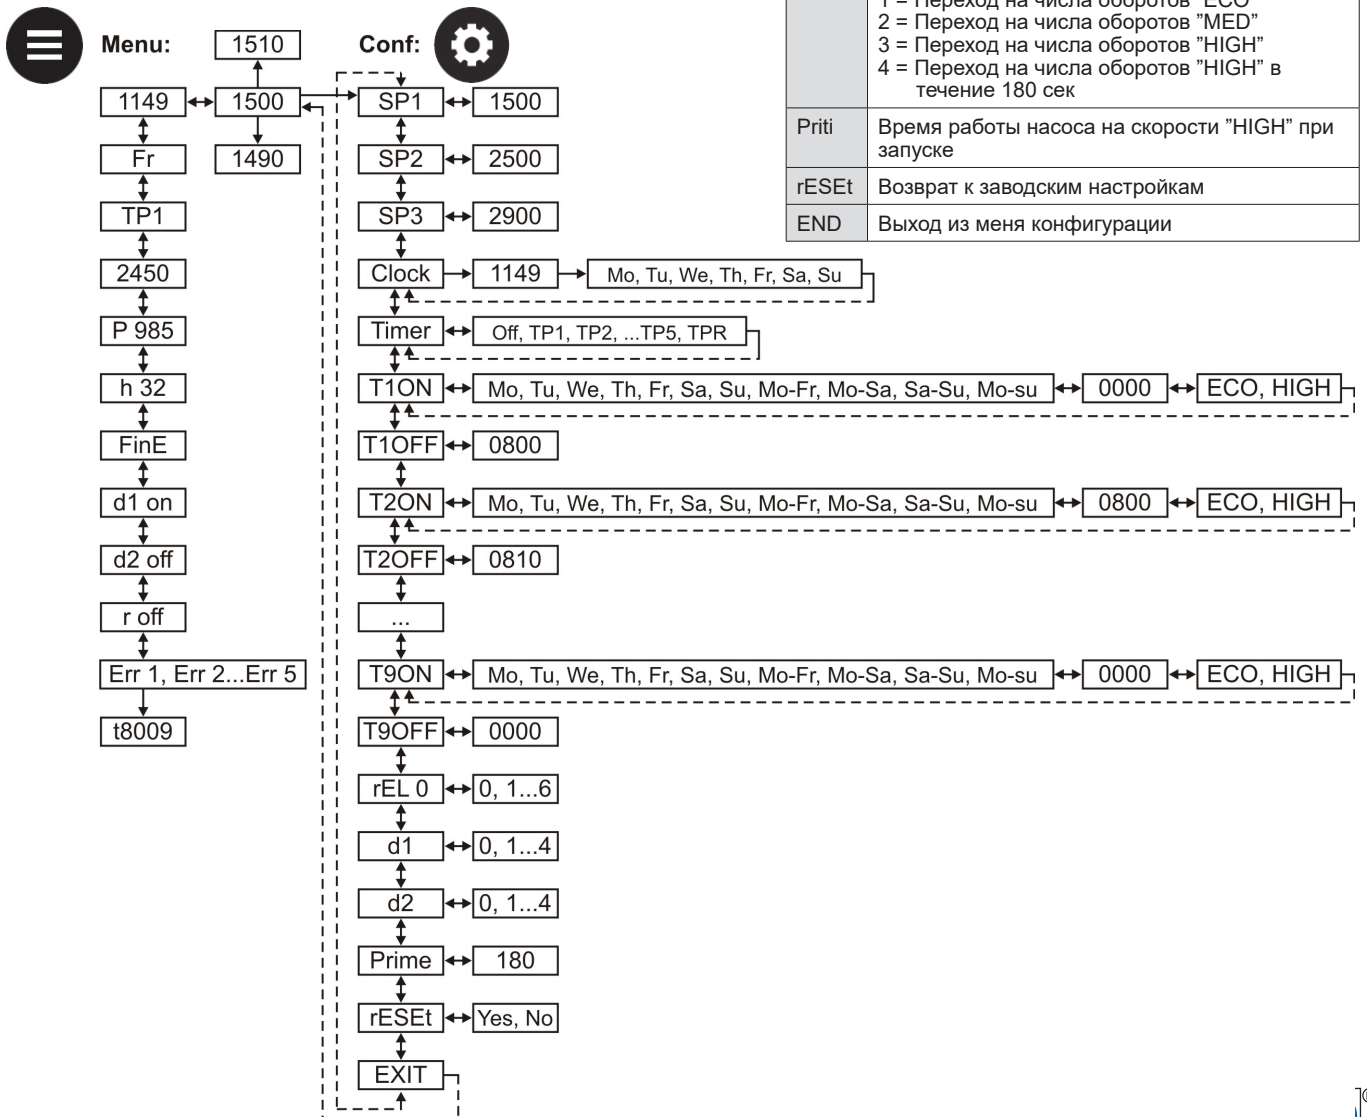 Menu:
1510
Conf:
1149
1500
1490
Fr
TP1
2450
P 985
h 32
FinE
d1 on
d2 off
r off
Err 1, Err 2...Err 5
t8009
SP1
1500
SP2
2500
SP3
2900
Clock
1149
Mo, Tu, We, Th, Fr, Sa, Su
Timer
Off, TP1, TP2, ...TP5, TPR
T1ON
Mo, Tu, We, Th, Fr, Sa, Su, Mo-Fr, Mo-Sa, Sa-Su, Mo-su
0000
ECO, HIGH
T1OFF
0800
T2ON
Mo, Tu, We, Th, Fr, Sa, Su, Mo-Fr, Mo-Sa, Sa-Su, Mo-su
0800
ECO, HIGH
T2OFF
0810
...
T9ON
Mo, Tu, We, Th, Fr, Sa, Su, Mo-Fr, Mo-Sa, Sa-Su, Mo-su
0000
ECO, HIGH
T9OFF
0000
rEL 0
0, 1...6
d1
0, 1...4
d2
0, 1...4
Prime
180
rESEt
Yes, No
EXIT
1 = Переход на числа оборотов "ECO"
2 = Переход на числа оборотов ”MED”
3 = Переход на числа оборотов ”HIGH”
4 = Переход на числа оборотов ”HIGH” в
течение 180 сек
Priti
Время работы насоса на скорости ”HIGH” при
запуске
rESEt
Возврат к заводским настройкам
END
Выход из меня конфигурации